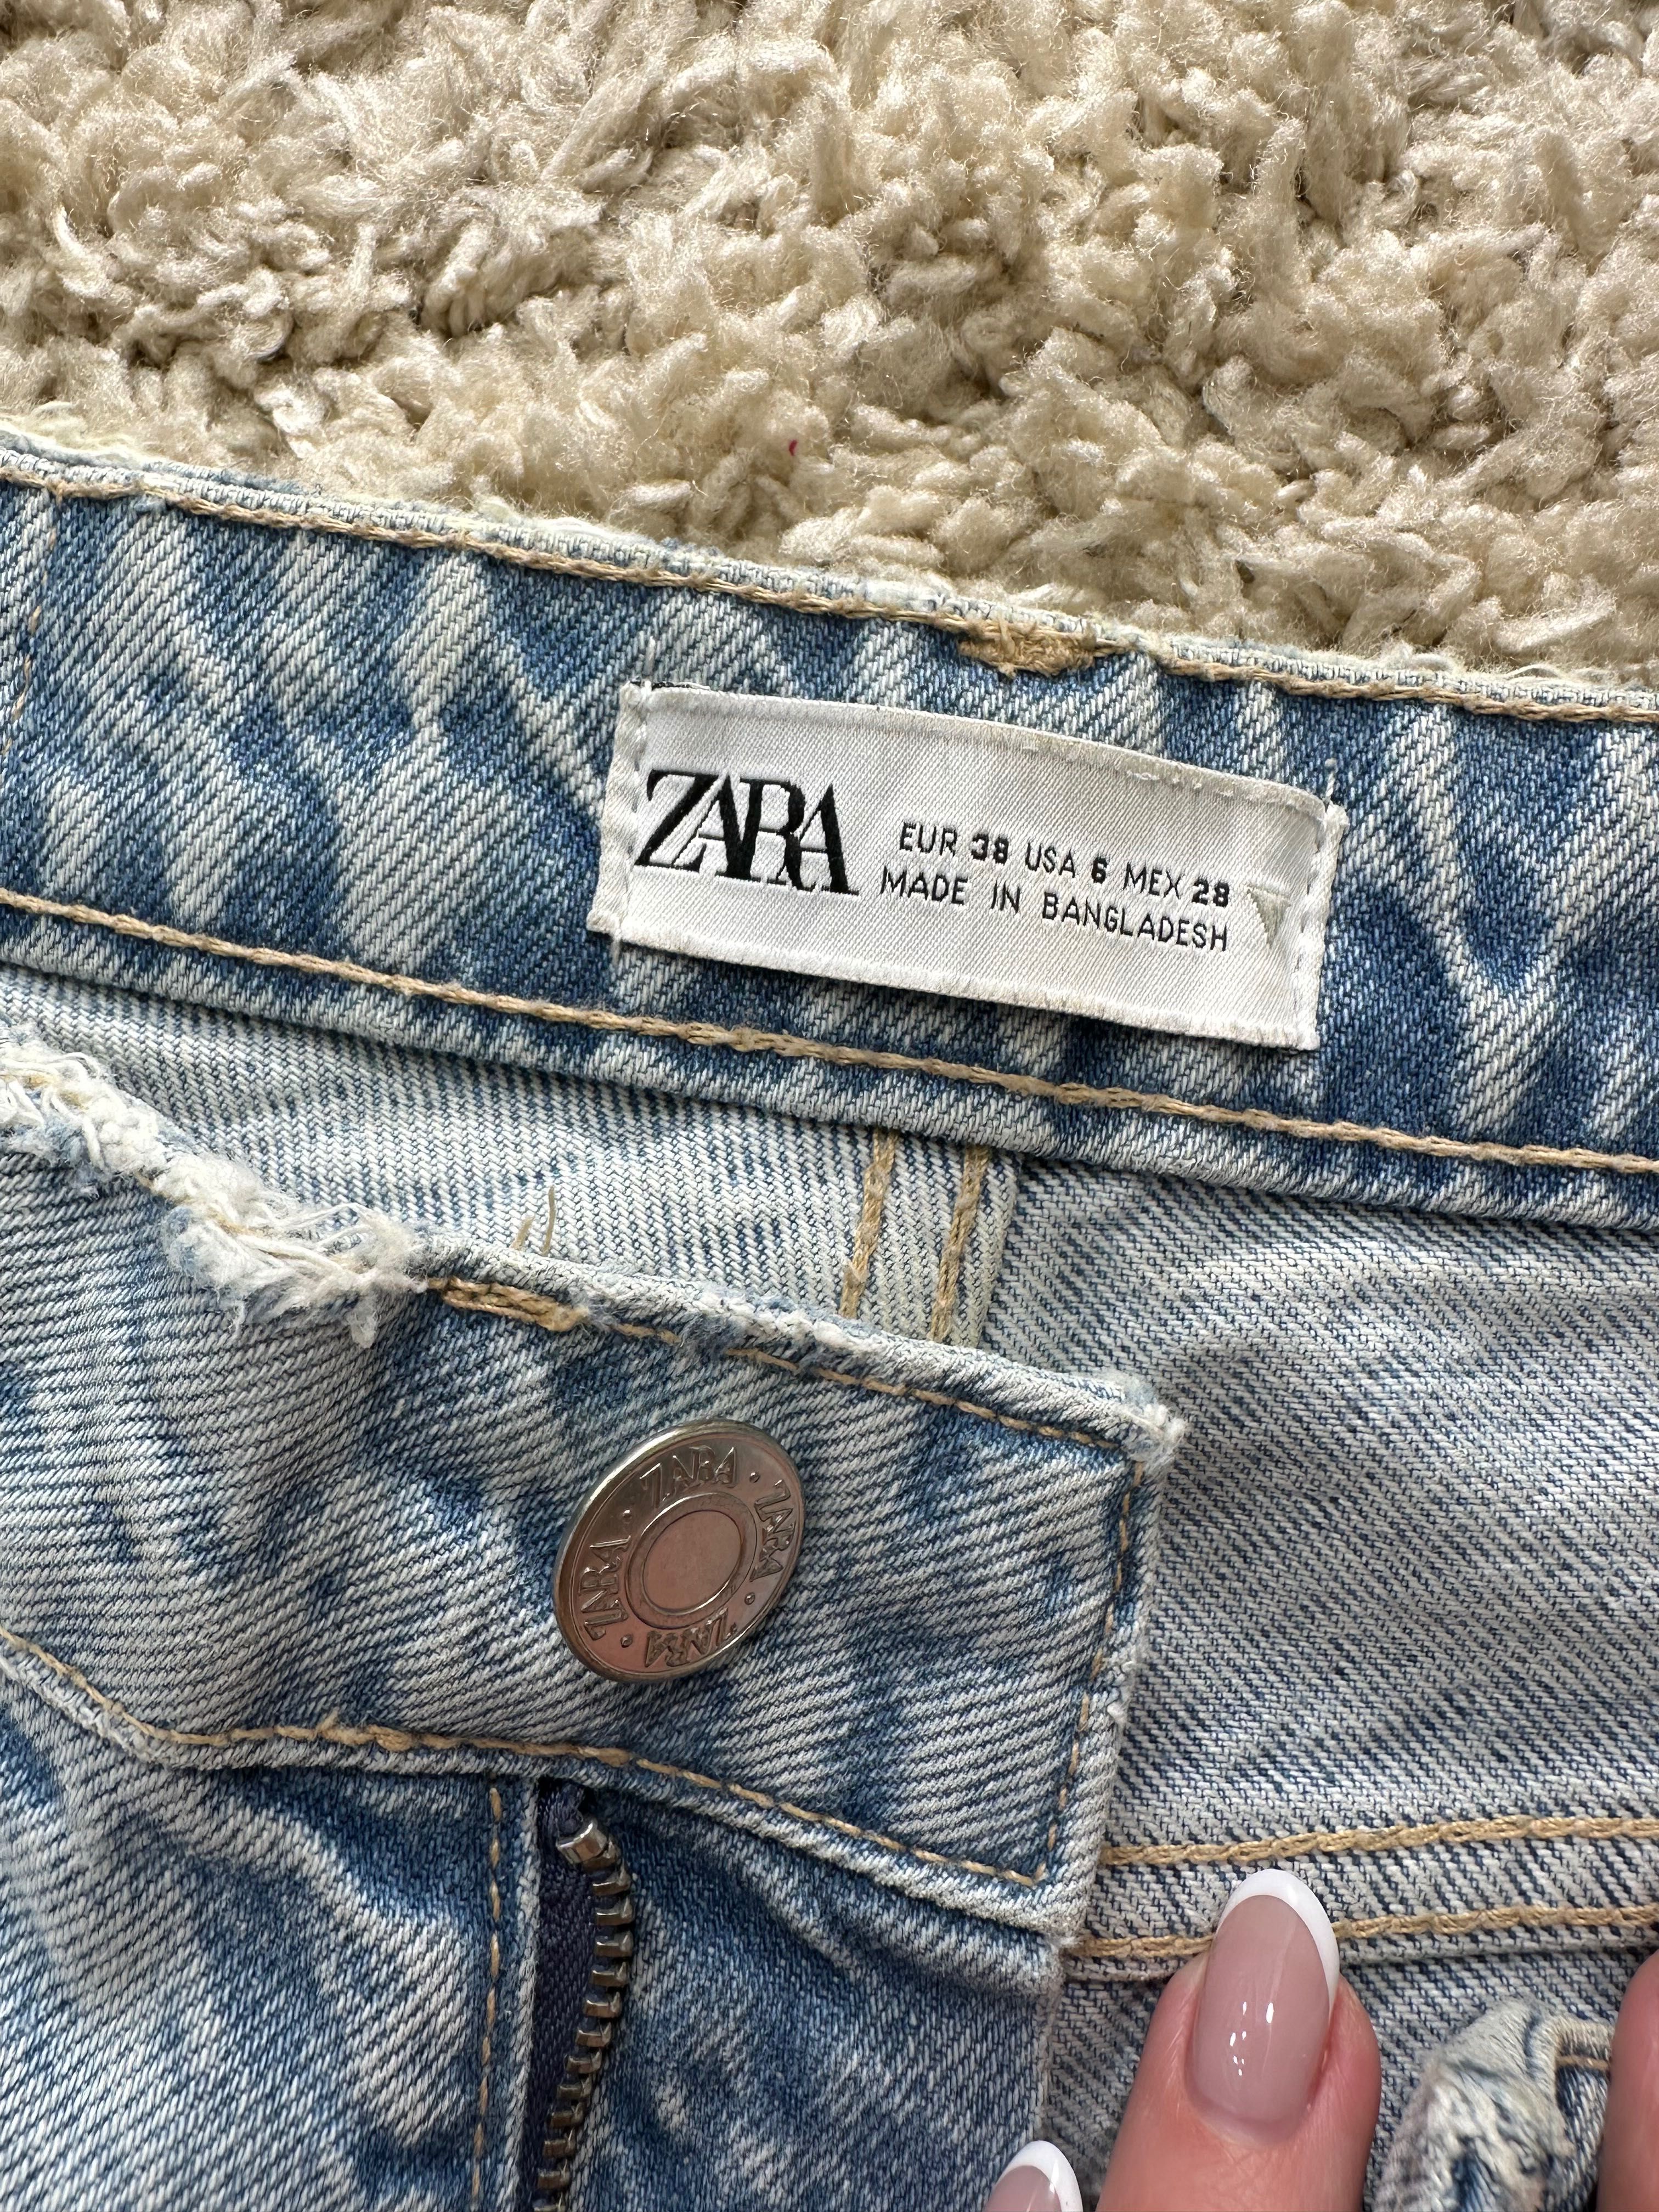 ZARA
EUR 38 USA 6 MEX 28
MADE IN BANGLADESH
ZARA · ZARA · ZARA · ZARA ·